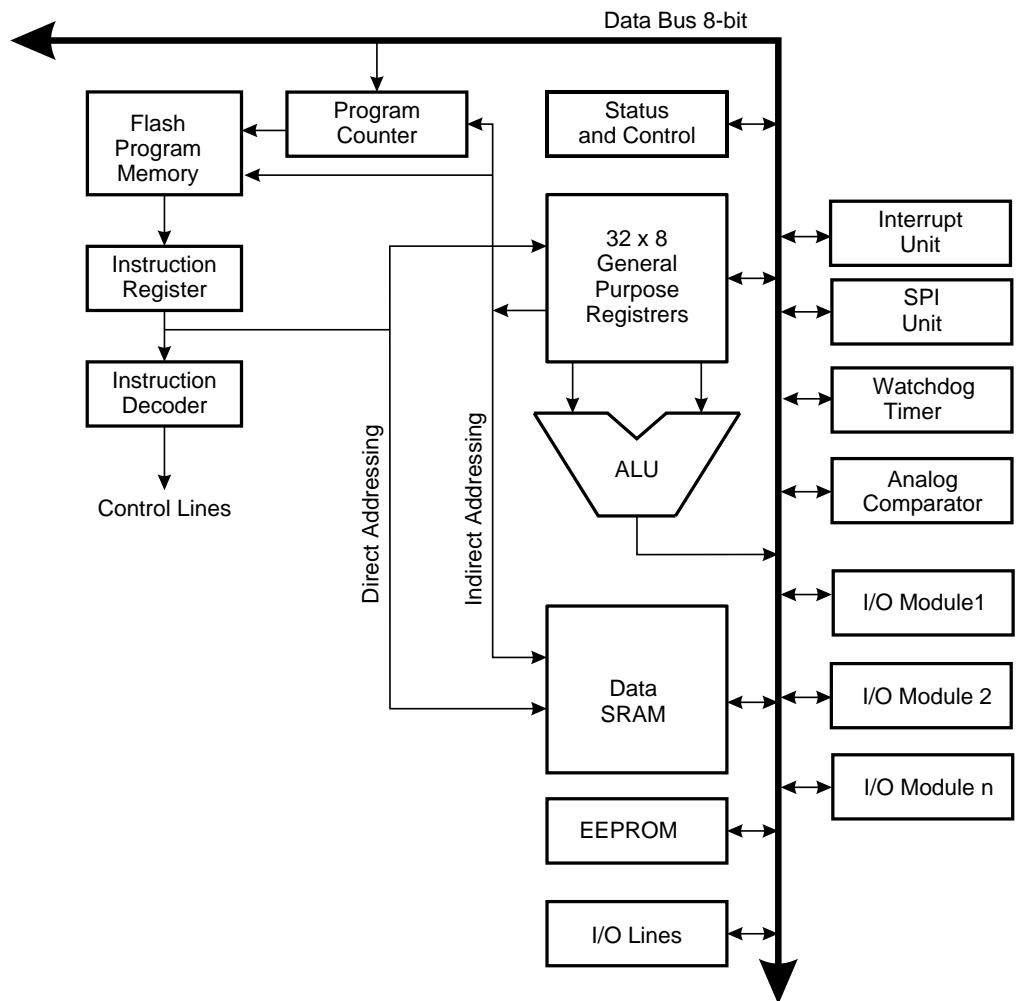 Data Bus 8-bit
Flash
Program
Memory
Program
Counter
Status
and Control
32 x 8
General
Purpose
Registrers
Interrupt
Unit
Instruction
Register
SPI
Unit
Instruction
Decoder
Watchdog
Timer
Direct Addressing
Indirect Addressing
ALU
Analog
Comparator
Control Lines
I/O Module1
Data
SRAM
I/O Module 2
I/O Module n
EEPROM
I/O Lines